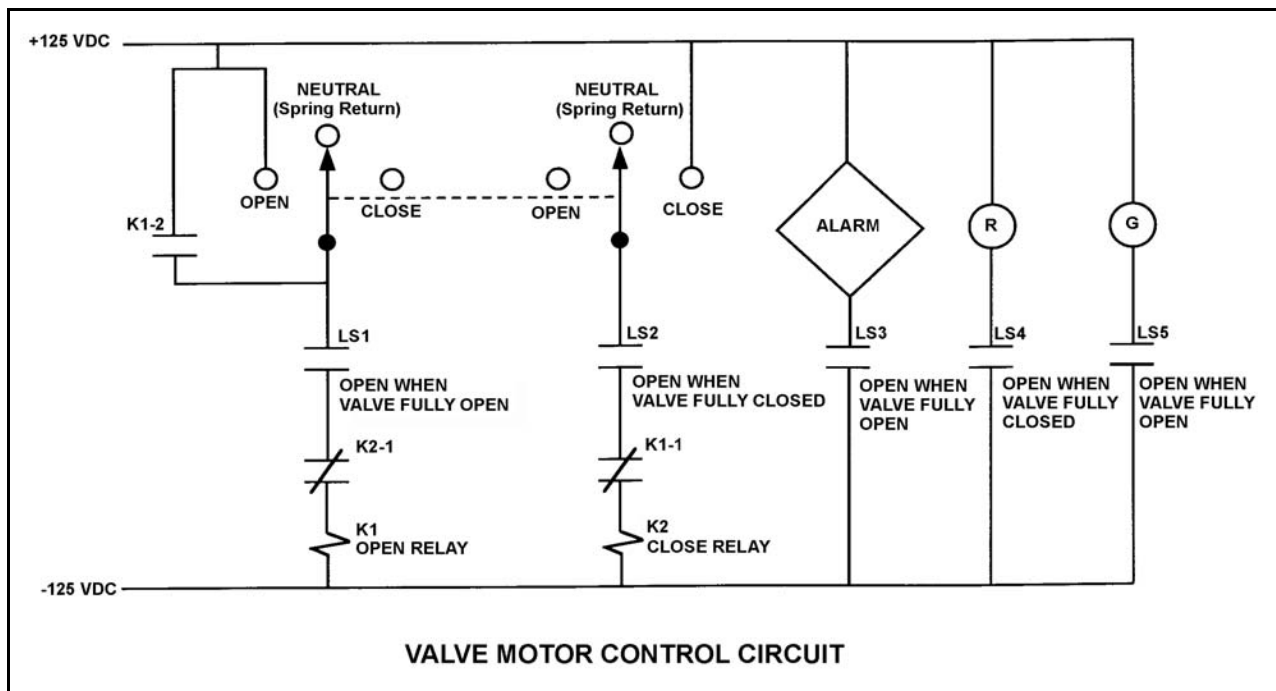 +125 VDC
NEUTRAL
(Spring Return)
NEUTRAL
(Spring Return)
OPEN
CLOSE
OPEN
CLOSE
K1-2
ALARM
R
G
LS1
OPEN WHEN
VALVE FULLY OPEN
LS2
OPEN WHEN
VALVE FULLY CLOSED
LS3
OPEN WHEN
VALVE FULLY
OPEN
LS4
OPEN WHEN
VALVE FULLY
CLOSED
LS5
OPEN WHEN
VALVE FULLY
OPEN
K2-1
K1-1
K1
OPEN RELAY
K2
CLOSE RELAY
-125 VDC
VALVE MOTOR CONTROL CIRCUIT